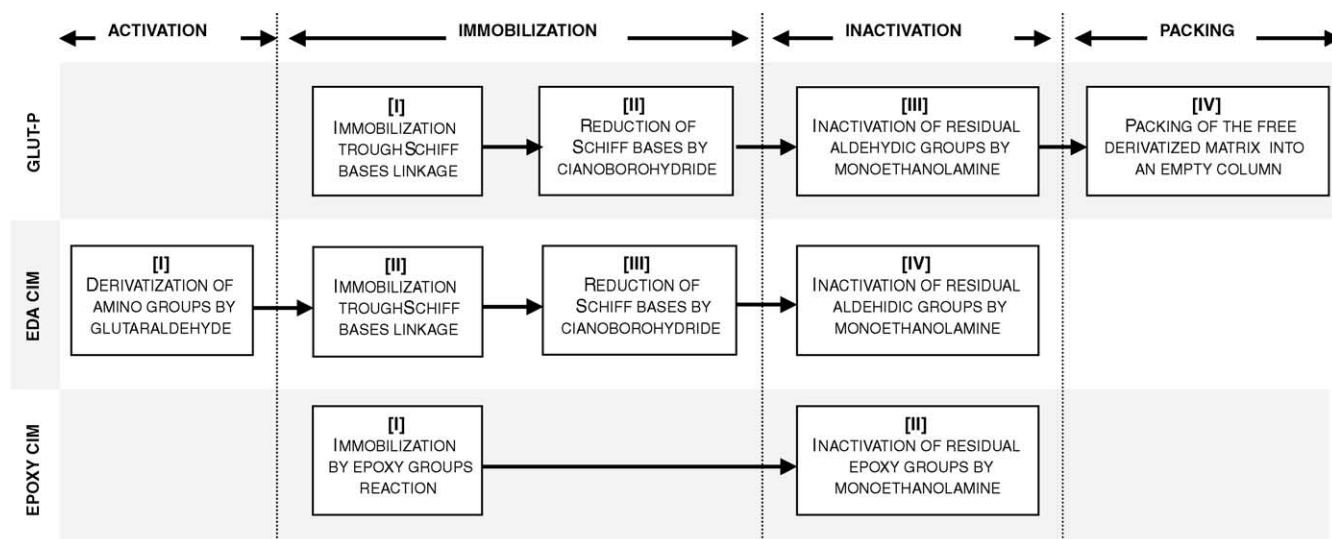 ACTIVATION
IMMOBILIZATION
INACTIVATION
PACKING
GLUT-P
[I]
IMMOBILIZATION
TROUGHSCHIFF
BASES LINKAGE
[II]
REDUCTION OF
SCHIFF BASES BY
CIANOBOROHYDRIDE
[III]
INACTIVATION OF RESIDUAL
ALDEHYDIC GROUPS BY
MONOETHANOLAMINE
[IV]
PACKING OF THE FREE
DERIVATIZED MATRIX INTO
AN EMPTY COLUMN
EDA CIM
[I]
DERIVATIZATION OF
AMINO GROUPS BY
GLUTARALDEHYDE
[II]
IMMOBILIZATION
TROUGHSCHIFF
BASES LINKAGE
[III]
REDUCTION OF
SCHIFF BASES BY
CIANOBOROHYDRIDE
[IV]
INACTIVATION OF RESIDUAL
ALDEHIDIC GROUPS BY
MONOETHANOLAMINE
EPOXY CIM
[I]
IMMOBILIZATION
BY EPOXY GROUPS
REACTION
[II]
INACTIVATION OF RESIDUAL
EPOXY GROUPS BY
MONOETHANOLAMINE